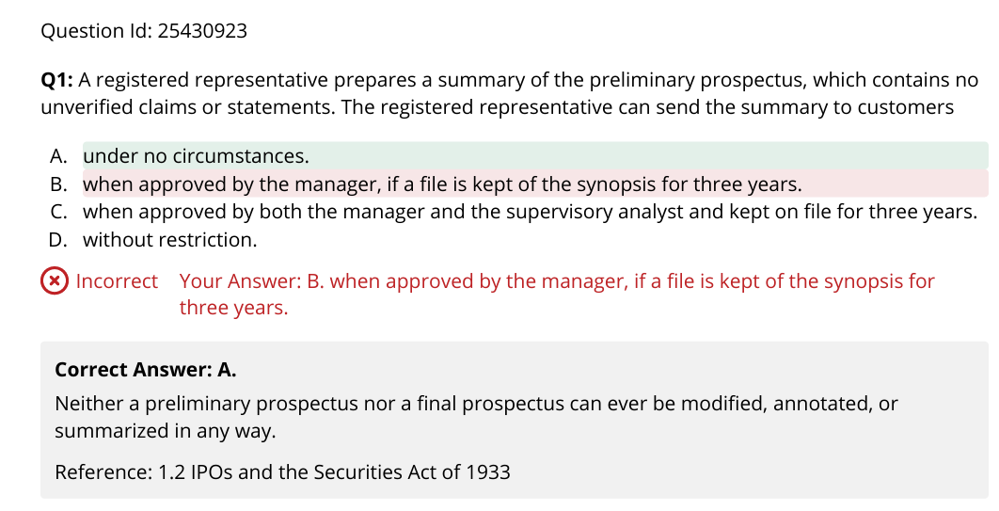 Question Id: 25430923
Q1: A registered representative prepares a summary of the preliminary prospectus, which contains no
unverified claims or statements. The registered representative can send the summary to customers
A. under no circumstances.
B. when approved by the manager, if a file is kept of the synopsis for three years.
C. when approved by both the manager and the supervisory analyst and kept on file for three years.
D. without restriction.
Incorrect Your Answer: B. when approved by the manager, if a file is kept of the synopsis for
three years.
Correct Answer: A.
Neither a preliminary prospectus nor a final prospectus can ever be modified, annotated, or
summarized in any way.
Reference: 1.2 IPOs and the Securities Act of 1933